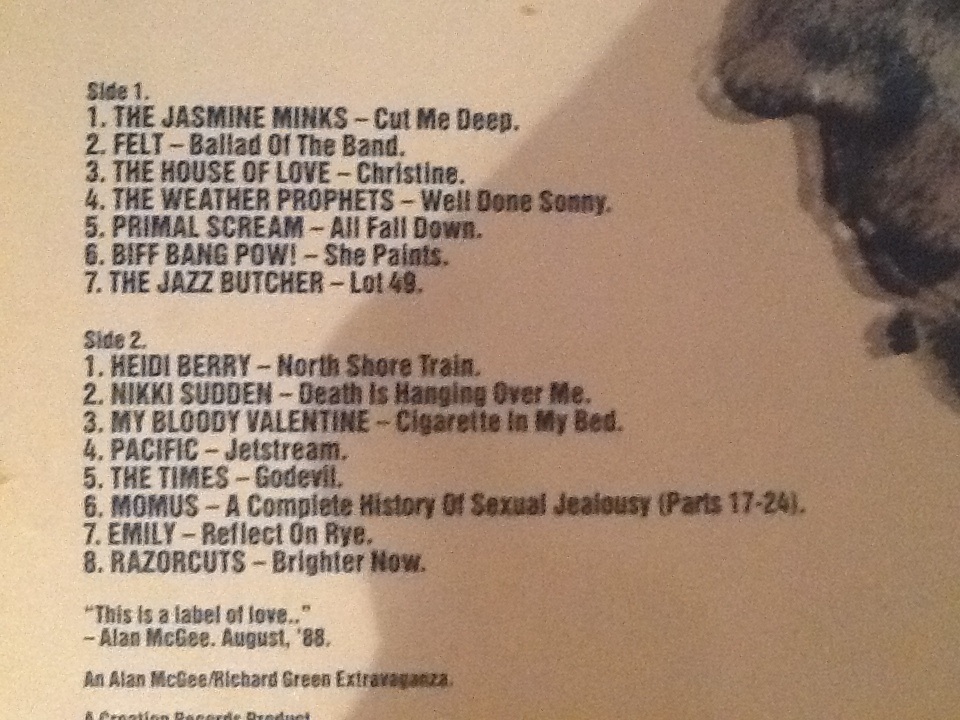 Side 1.
1. THE JASMINE MINKS – Cut Me Deep.
2. FELT – Ballad Of The Band.
3. THE HOUSE OF LOVE – Christine.
4. THE WEATHER PROPHETS – Well Done Sonny.
5. PRIMAL SCREAM – All Fall Down.
6. BIFF BANG POW! – She Paints.
7. THE JAZZ BUTCHER – Lot 49.
Side 2.
1. HEIDI BERRY – North Shore Train.
2. NIKKI SUDDEN – Death Is Hanging Over Me.
3. MY BLOODY VALENTINE – Cigarette In My Bed.
4. PACIFIC – Jetstream.
5. THE TIMES – Godevil.
6. MOMUS – A Complete History Of Sexual Jealousy (Parts 17-24).
7. EMILY – Reflect On Rye.
8. RAZORCUTS – Brighter Now.
"This is a label of love.."
– Alan McGee. August, '88.
An Alan McGee/Richard Green Extravaganza.
A Creation Records Product